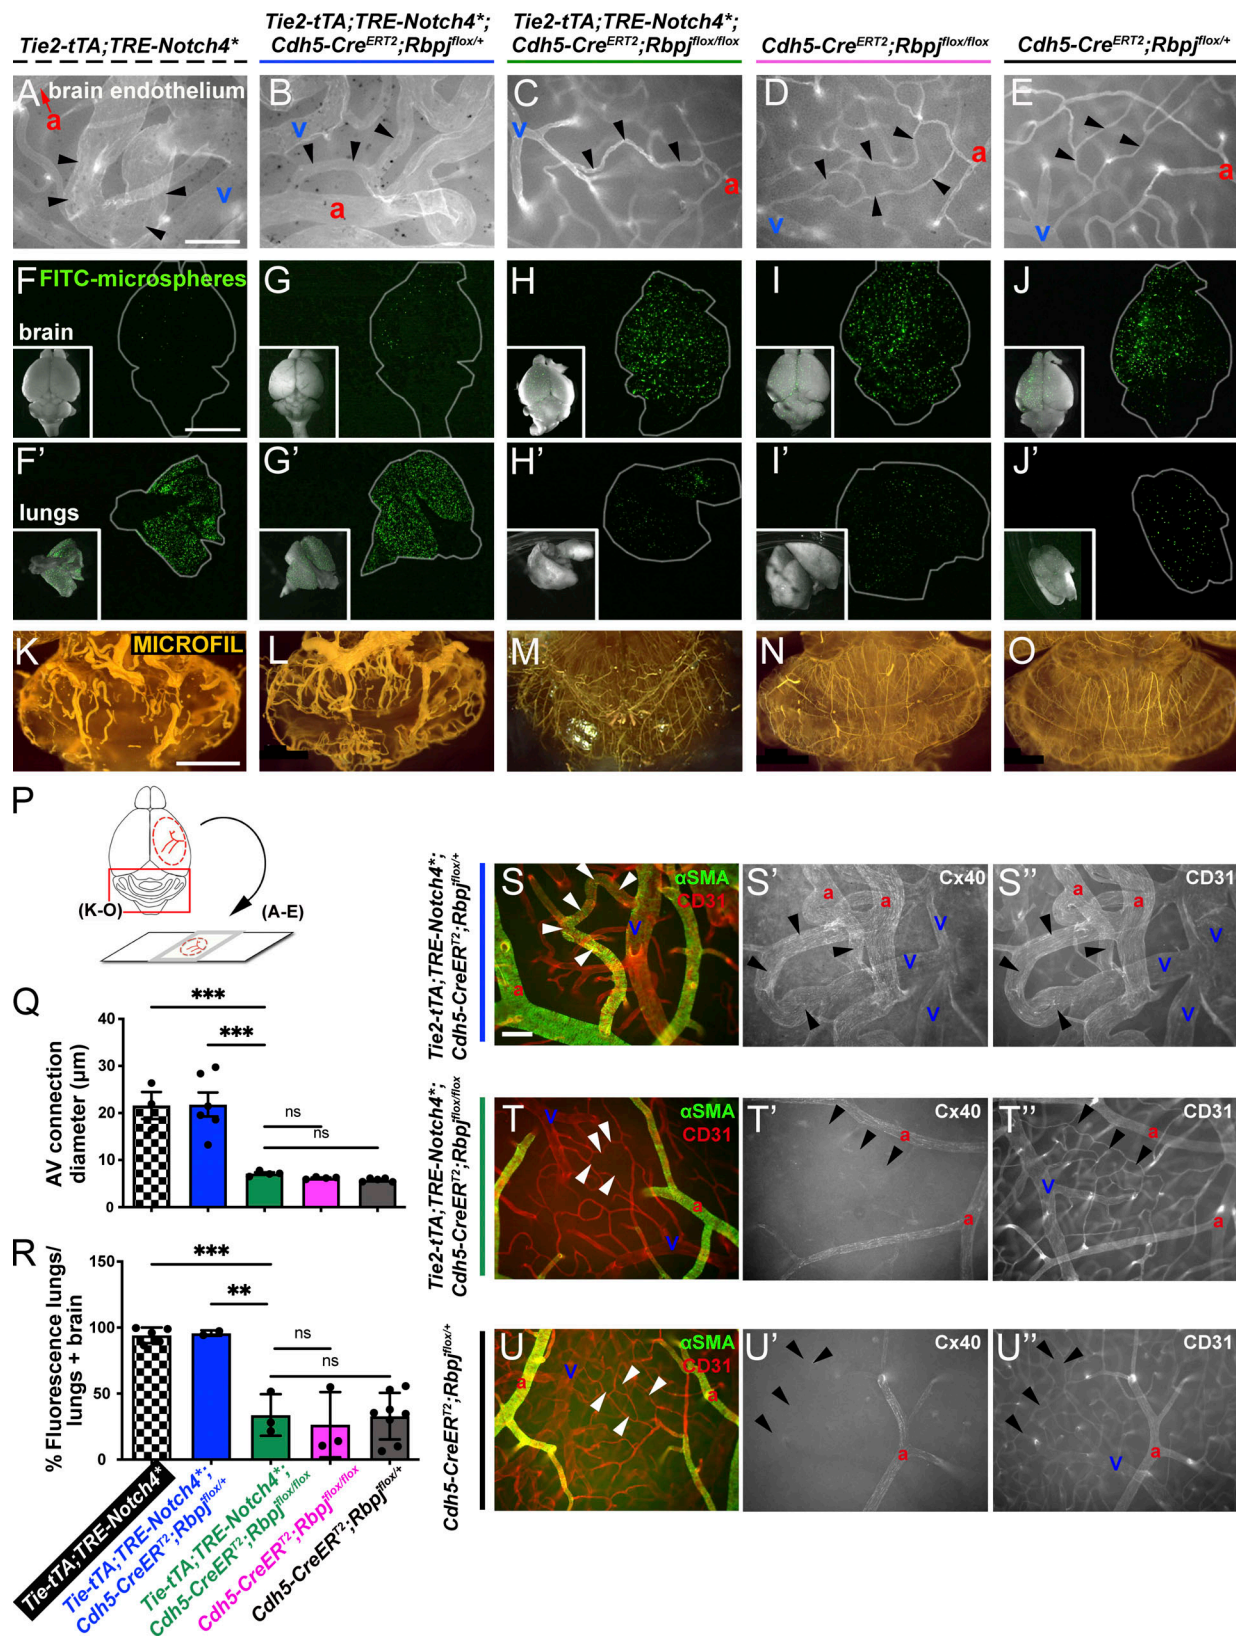 Tie2-tTA;TRE-Notch4*
Tie2-tTA;TRE-Notch4*;
Cdh5-CreERT2;Rbpjflox/+
Tie2-tTA;TRE-Notch4*;
Cdh5-CreERT2;Rbpjflox/flox
Cdh5-CreERT2;Rbpjflox/flox
Cdh5-CreERT2;Rbpjflox/+
A brain endothelium
a
v
B
v
a
C
v
a
D
a
v
E
a
v
F FITC-microspheres
brain
G
H
I
J
F'
lungs
G'
H'
I'
J'
K MICROFIL
L
M
N
O
P
(K-O)
(A-E)
Q
AV connection
diameter (µm)
40
30
20
10
0
***
***
ns
ns
R
% Fluorescence lungs/
lungs + brain
150
100
50
0
***
**
ns
ns
Tie-tTA;TRE-Notch4*
Tie-tTA;TRE-Notch4*;
Cdh5-CreERT2;Rbpjflox/+
Tie-tTA;TRE-Notch4*;
Cdh5-CreERT2;Rbpjflox/flox
Cdh5-CreERT2;Rbpjflox/flox
Cdh5-CreERT2;Rbpjflox/+
Tie2-tTA;TRE-Notch4*;
Cdh5-CreERT2;Rbpjflox/+
S
αSMA
CD31
v
a
S'
Cx40
a
a
v
v
S''
CD31
a
a
v
v
v
Tie2-tTA;TRE-Notch4*;
Cdh5-CreERT2;Rbpjflox/flox
T
αSMA
CD31
v
a
v
T'
Cx40
a
a
T''
CD31
a
v
a
Cdh5-CreERT2;Rbpjflox/+
U
αSMA
CD31
v
a
a
U'
Cx40
a
U''
CD31
v
a